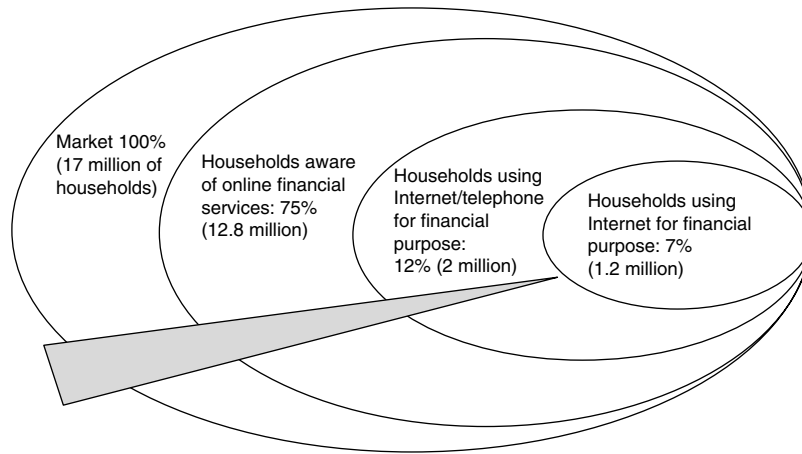 Market 100%
(17 million of
households)
Households aware
of online financial
services: 75%
(12.8 million)
Households using
Internet/telephone
for financial
purpose:
12% (2 million)
Households using
Internet for financial
purpose: 7%
(1.2 million)